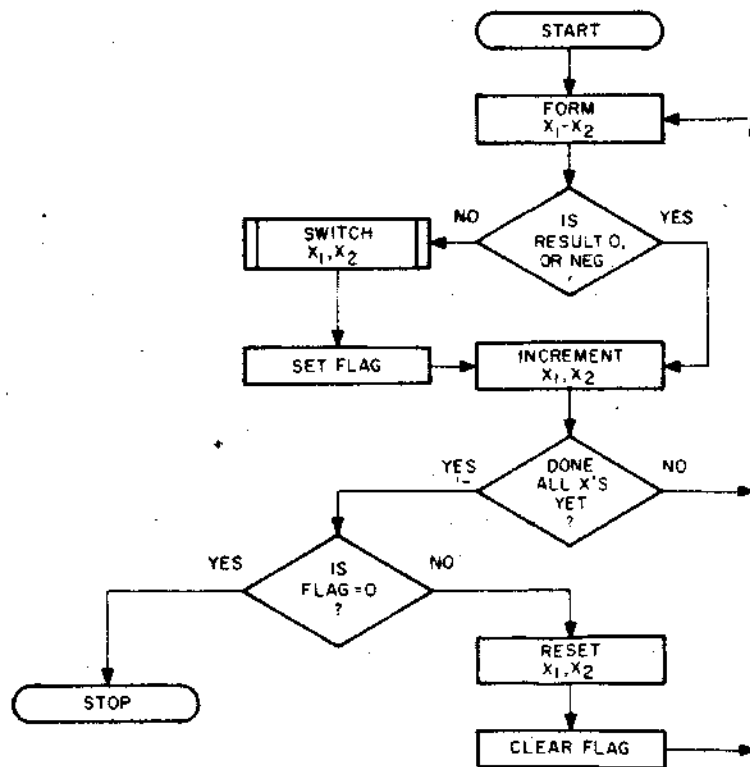 START
FORM
X₁-X₂
NO
IS
RESULT 0,
OR NEG
YES
SWITCH
X₁,X₂
SET FLAG
INCREMENT
X₁,X₂
YES
DONE
ALL X'S
YET
?
NO
YES
IS
FLAG=0
?
NO
STOP
RESET
X₁,X₂
CLEAR FLAG